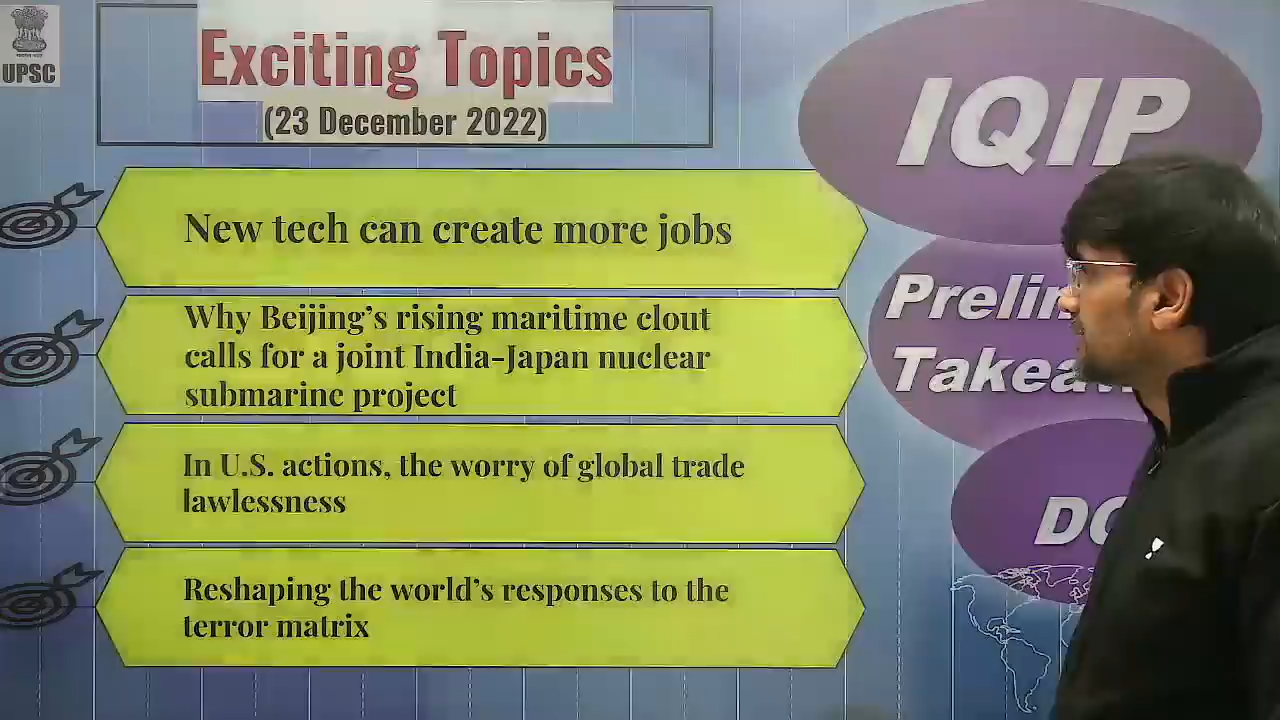 UPSC
Exciting Topics
(23 December 2022)
IQIP
New tech can create more jobs
Why Beijing's rising maritime clout
calls for a joint India-Japan nuclear
submarine project
In U.S. actions, the worry of global trade
lawlessness
Reshaping the world's responses to the
terror matrix